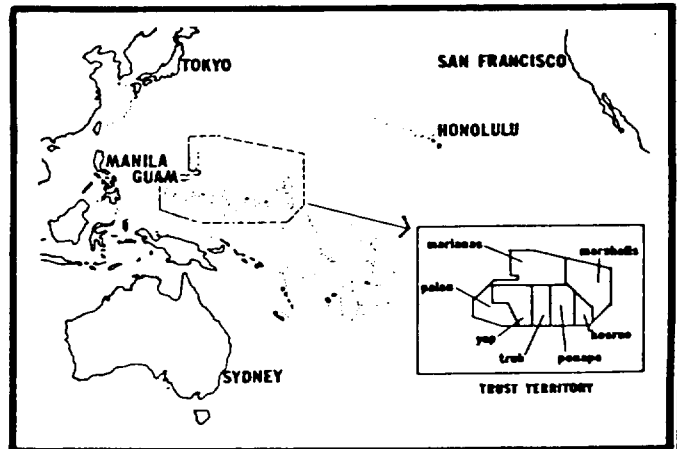 TOKYO
SAN FRANCISCO
HONOLULU
MANILA
GUAM
marianas
marshalls
palau
yap
truk
ponape
kosrae
SYDNEY
TRUST TERRITORY